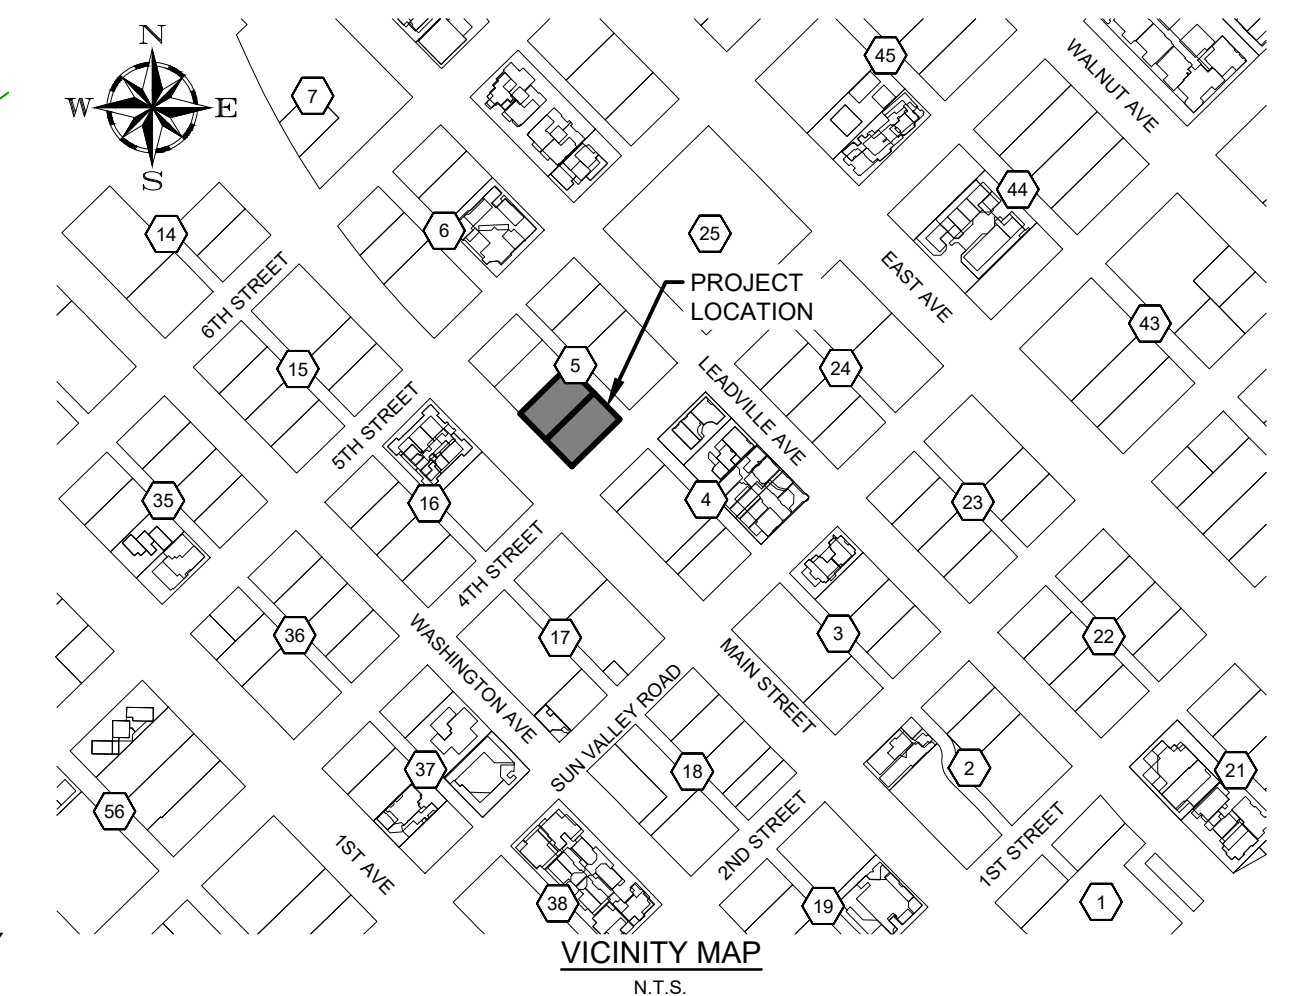 N
W E
S
7
45
WALNUT AVE
44
14
6
25
6TH STREET
EAST AVE
PROJECT
LOCATION
43
15
5
24
LEADVILLE AVE
5TH STREET
35
16
4
23
4TH STREET
36
WASHINGTON AVE
17
3
22
MAIN STREET
SUN VALLEY ROAD
37
18
2
21
56
1ST AVE
2ND STREET
1ST STREET
38
19
1
VICINITY MAP
N.T.S.